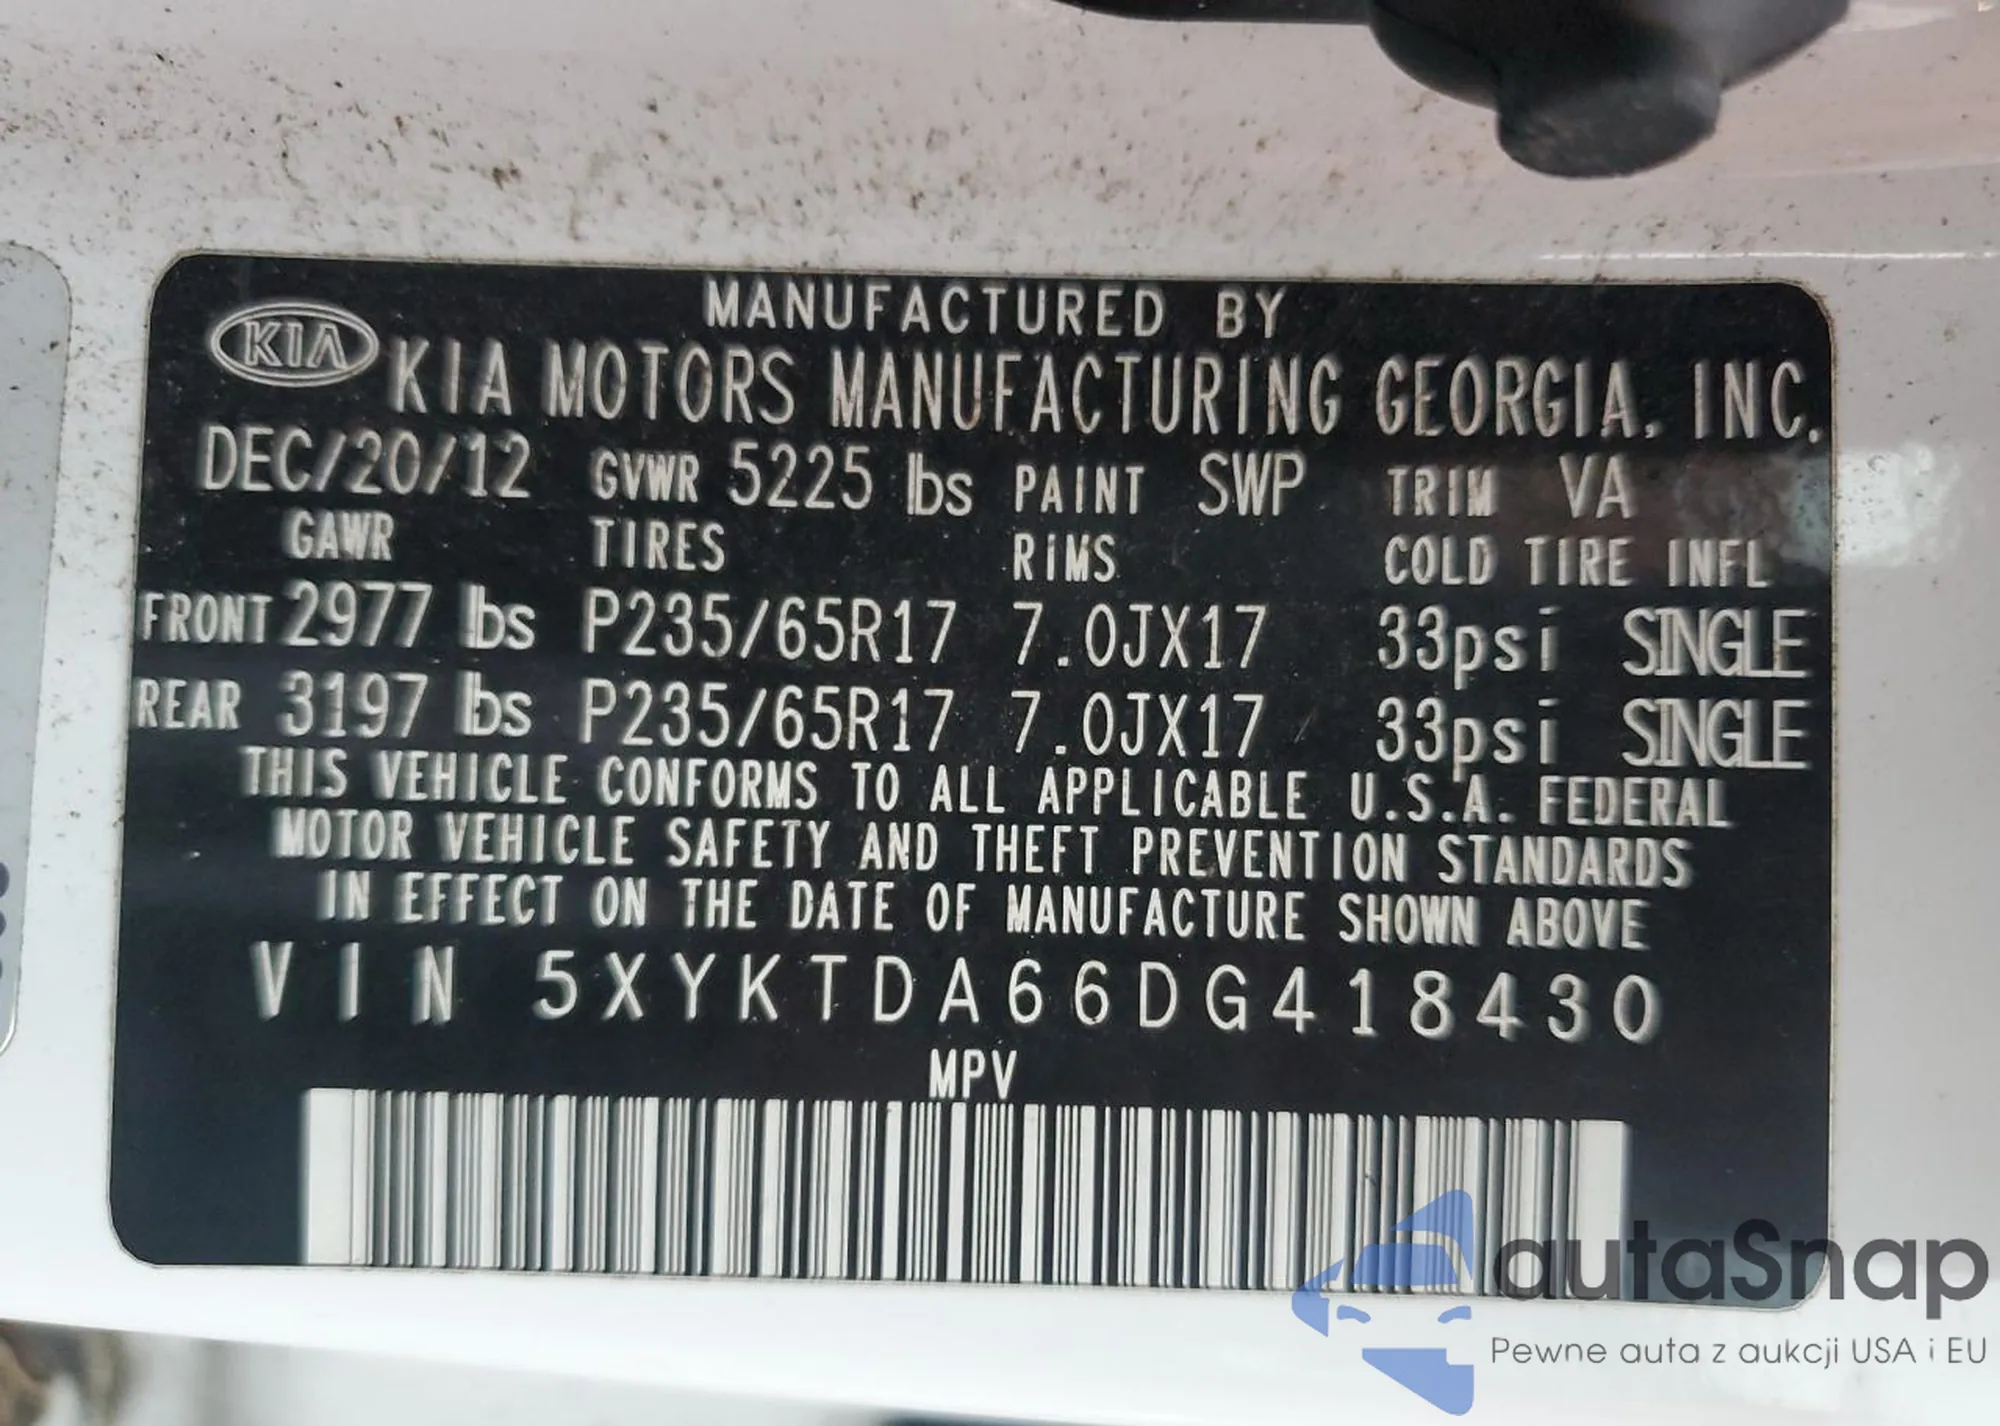 MANUFACTURED BY
KIA KIA MOTORS MANUFACTURING GEORGIA, INC.
DEC/20/12 GVWR 5225 lbs PAINT SWP TRIM VA
GAWR TIRES RIMS COLD TIRE INFL
FRONT 2977 lbs P235/65R17 7.0JX17 33psi SINGLE
REAR 3197 lbs P235/65R17 7.0JX17 33psi SINGLE
THIS VEHICLE CONFORMS TO ALL APPLICABLE U.S.A. FEDERAL
MOTOR VEHICLE SAFETY AND THEFT PREVENTION STANDARDS
IN EFFECT ON THE DATE OF MANUFACTURE SHOWN ABOVE
VIN 5XYKTDA66DG418430
MPV
autaSnap
Pewne auta z aukcji USA i EU